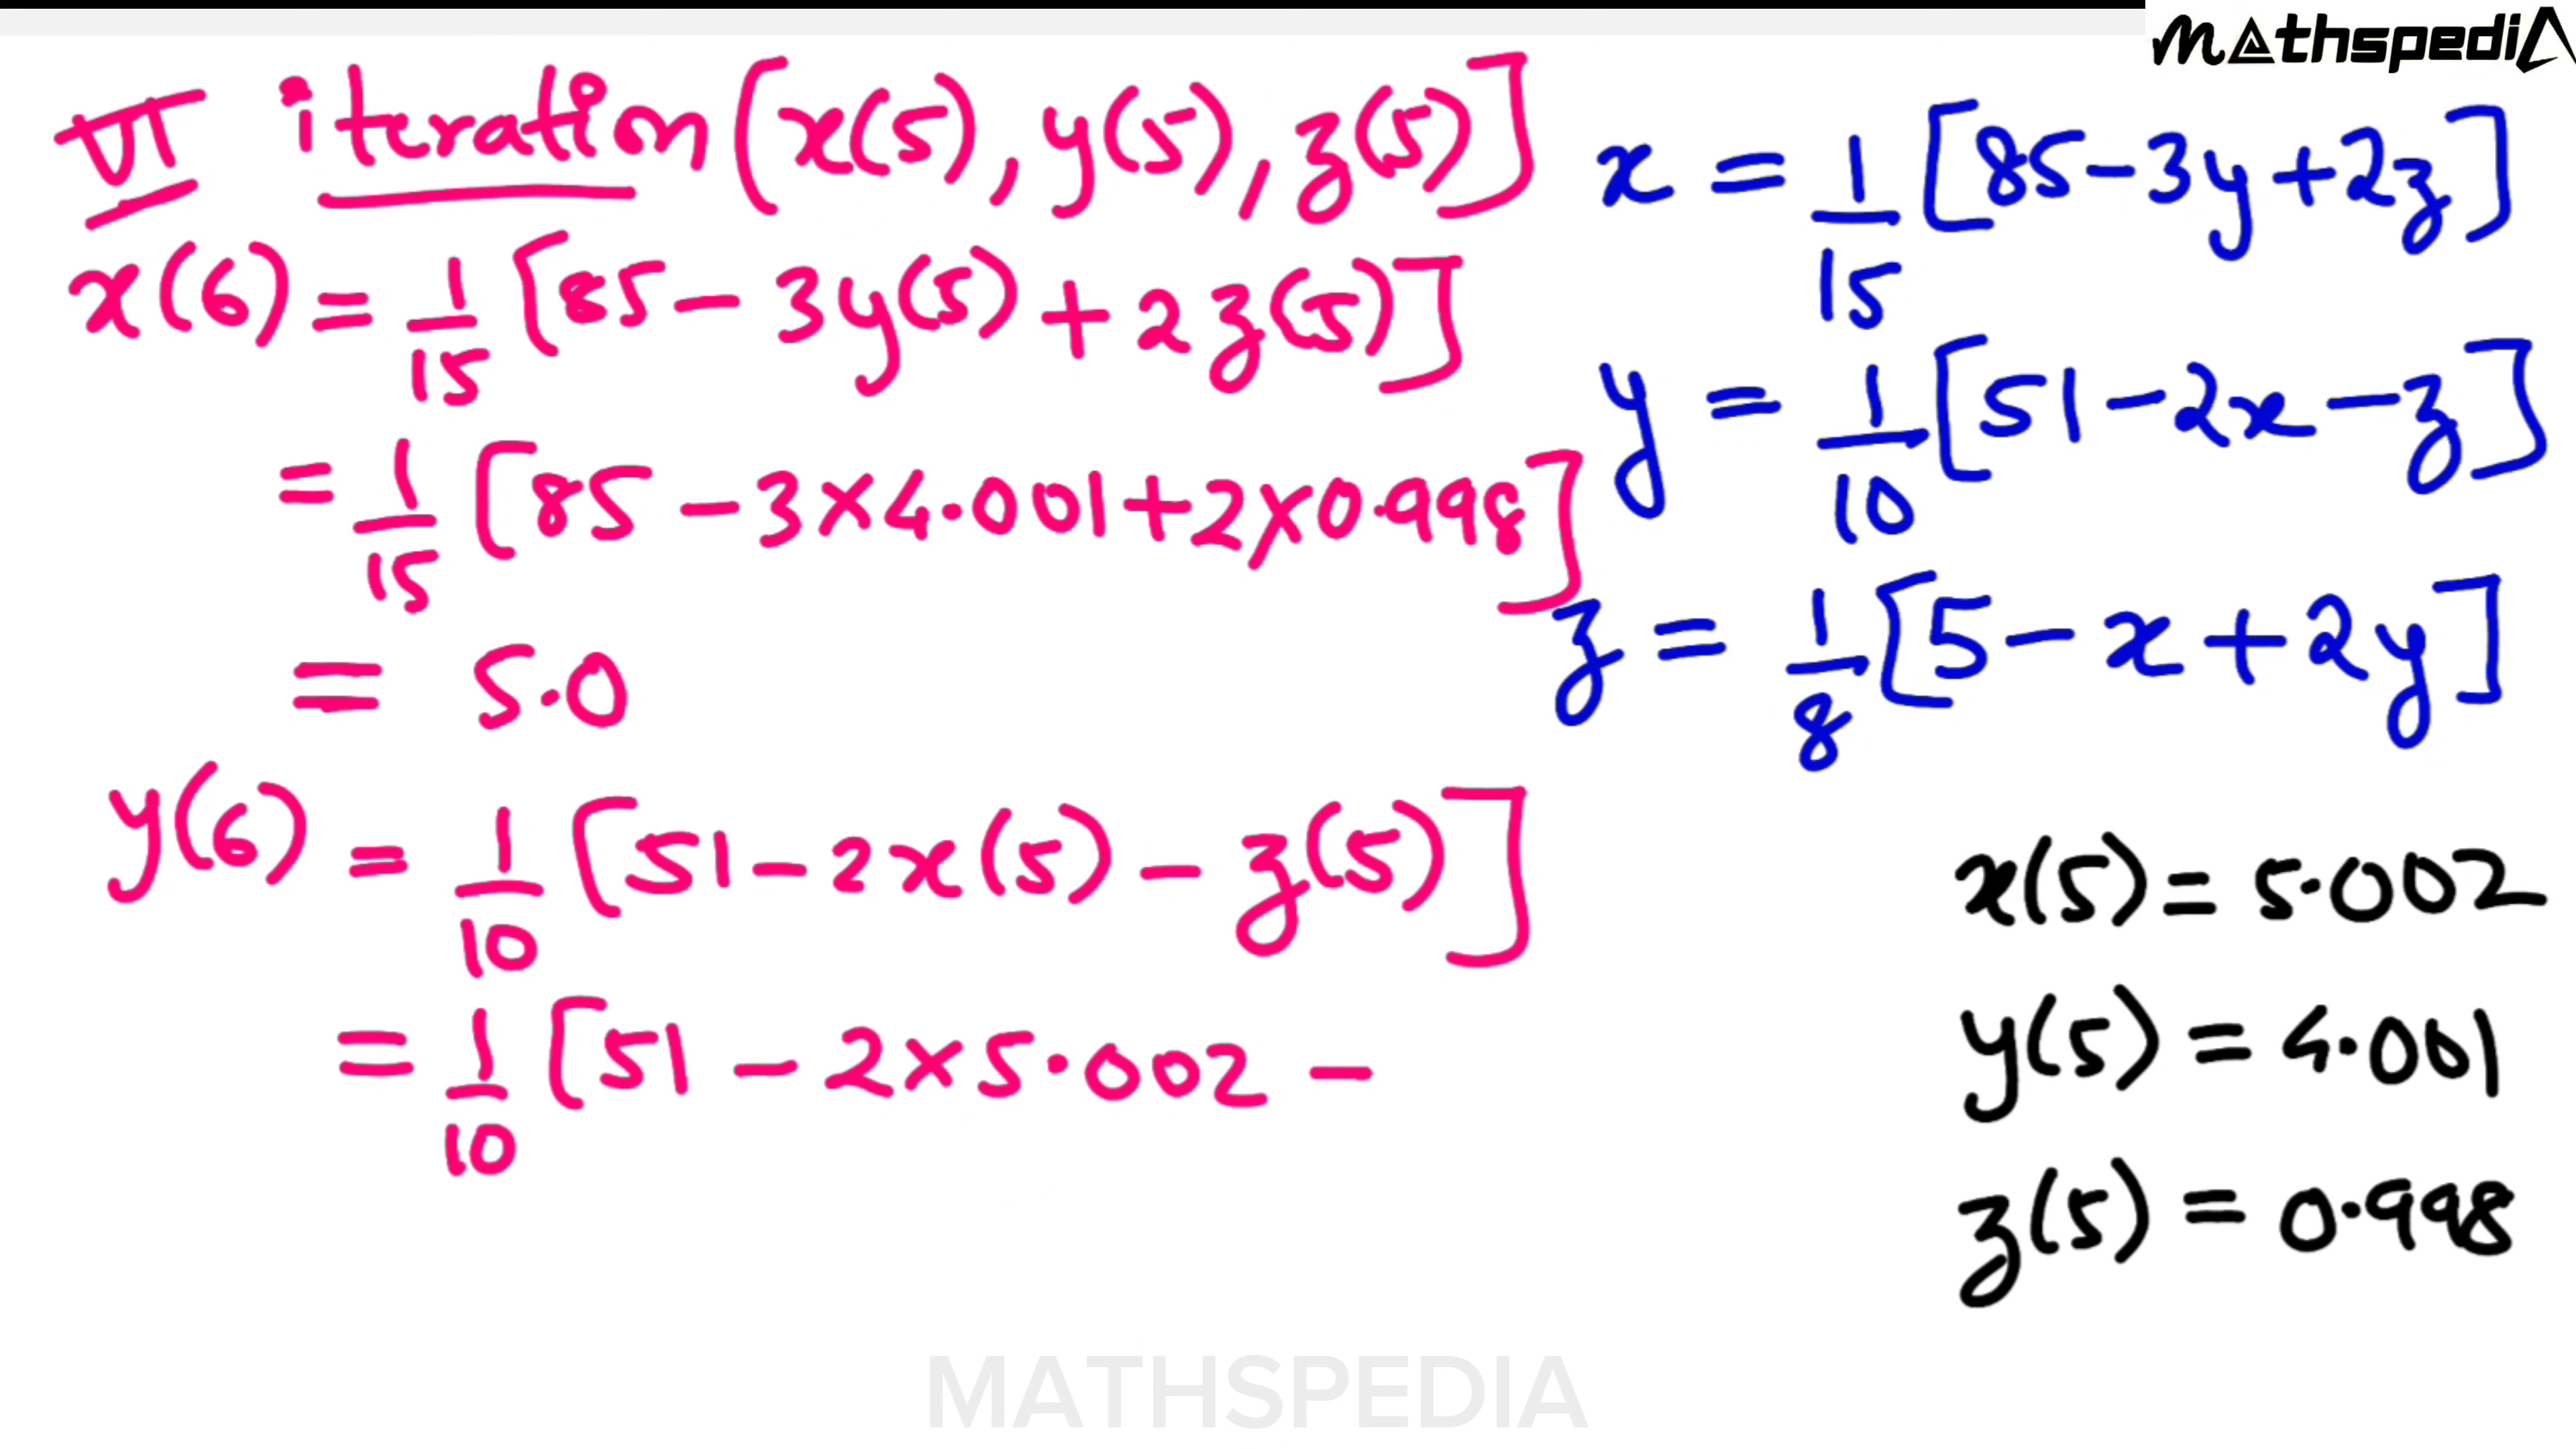 MAthspediA
VI iteration [x(5), y(5), z(5)]
x(6) = 1/15 [85 - 3y(5) + 2z(5)]
= 1/15 [85 - 3×4.001 + 2×0.998]
= 5.0
y(6) = 1/10 [51 - 2x(5) - z(5)]
= 1/10 [51 - 2×5.002 -
x = 1/15 [85 - 3y + 2z]
y = 1/10 [51 - 2x - z]
z = 1/8 [5 - x + 2y]
x(5) = 5.002
y(5) = 4.001
z(5) = 0.998
MATHSPEDIA